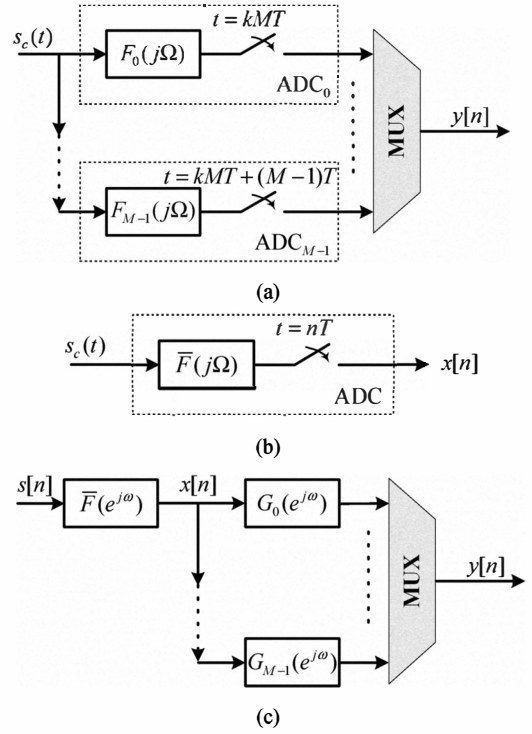 s_c(t)
F_0(jΩ)
t = kMT
ADC_0
F_{M−1}(jΩ)
t = kMT + (M−1)T
ADC_{M−1}
MUX
y[n]
(a)
s_c(t)
F̅(jΩ)
t = nT
ADC
x[n]
(b)
s[n]
F̅(e^{jω})
x[n]
G_0(e^{jω})
G_{M−1}(e^{jω})
MUX
y[n]
(c)